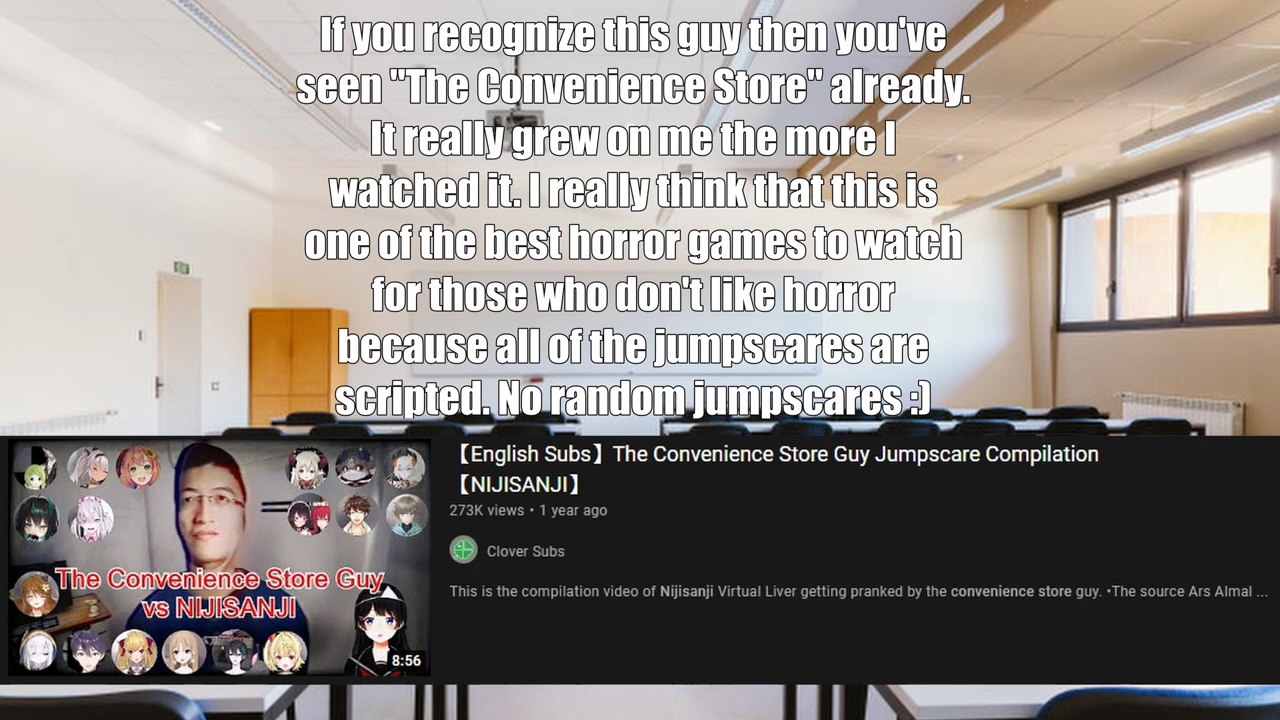 If you recognize this guy then you've
seen "The Convenience Store" already.
It really grew on me the more I
watched it. I really think that this is
one of the best horror games to watch
for those who don't like horror
because all of the jumpscares are
scripted. No random jumpscares :)
【English Subs】The Convenience Store Guy Jumpscare Compilation
【NIJISANJI】
273K views • 1 year ago
Clover Subs
This is the compilation video of Nijisanji Virtual Liver getting pranked by the convenience store guy. •The source Ars Almal ...
The Convenience Store Guy
vs NIJISANJI
8:56